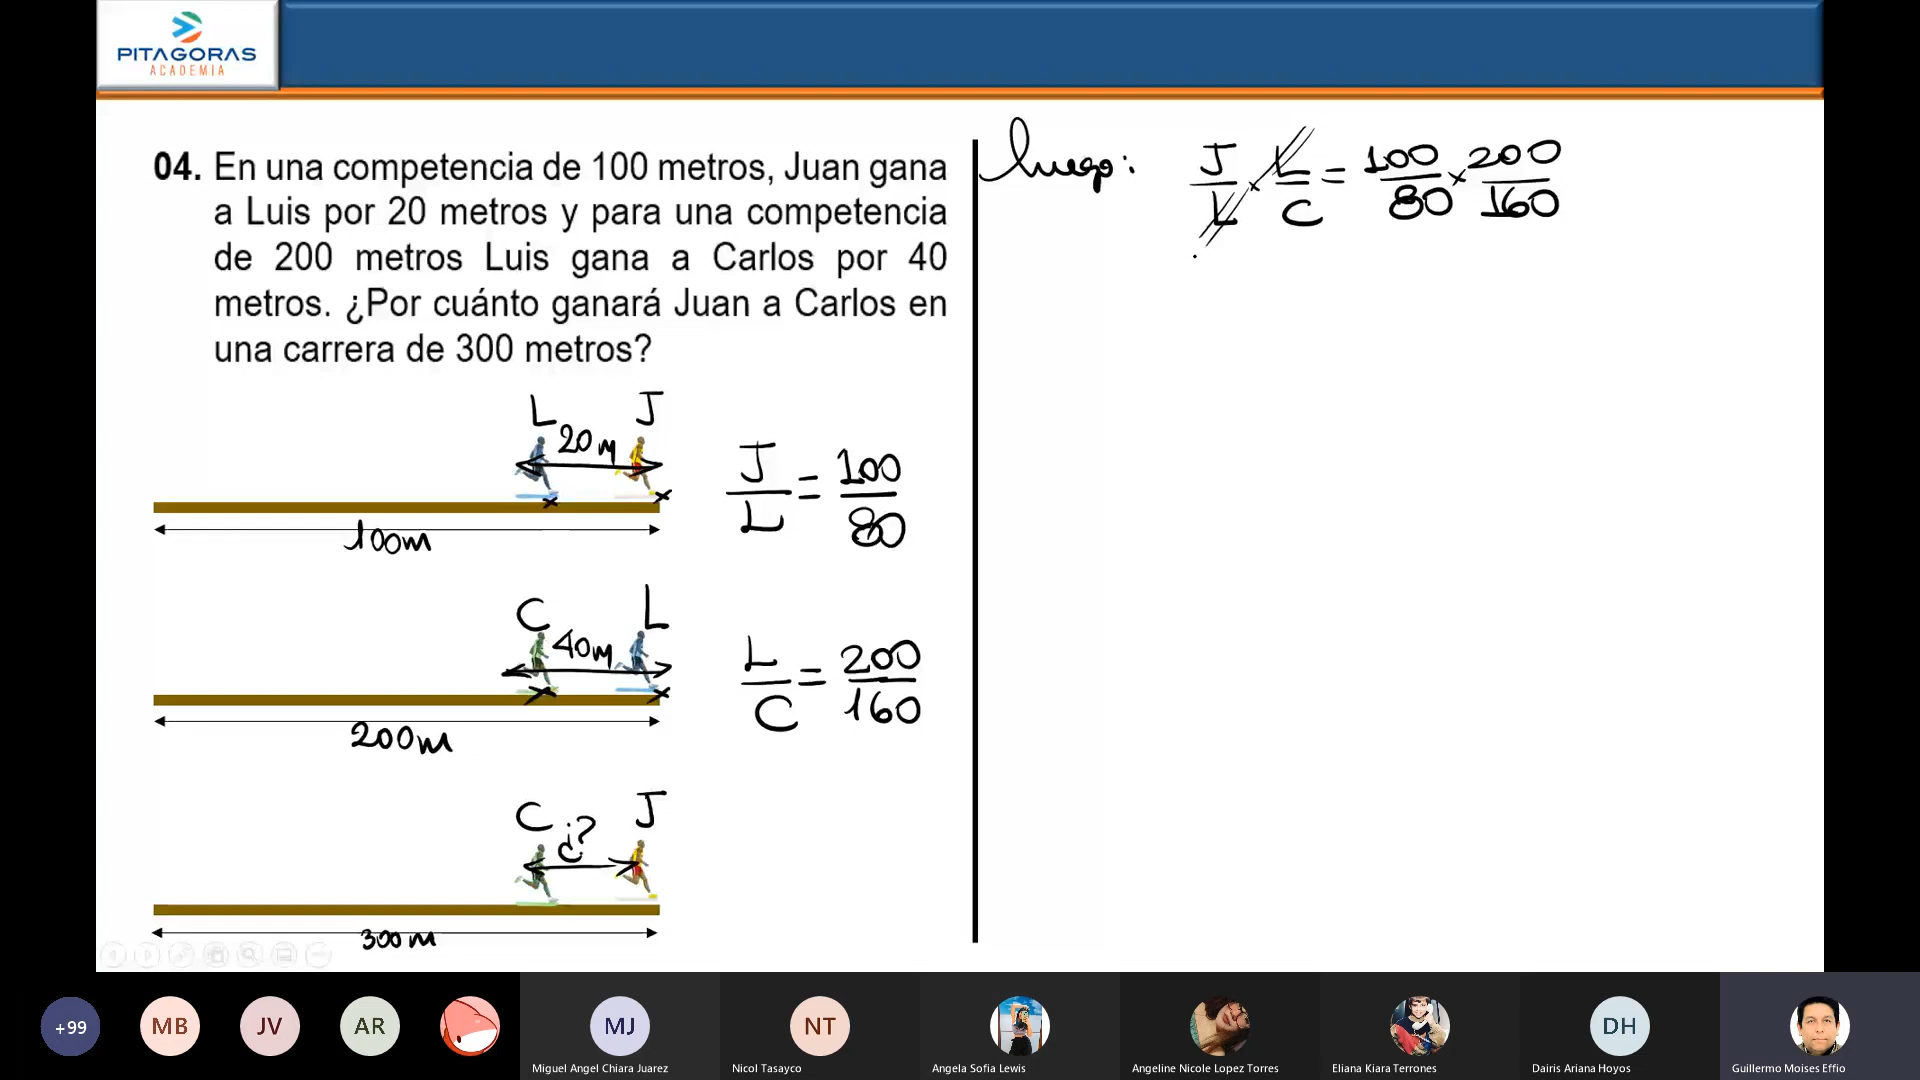 PITAGORAS
ACADEMIA
04. En una competencia de 100 metros, Juan gana
a Luis por 20 metros y para una competencia
de 200 metros Luis gana a Carlos por 40
metros. ¿Por cuánto ganará Juan a Carlos en
una carrera de 300 metros?
L J
20m
100m
J/L = 100/80
C L
40m
200m
L/C = 200/160
C J
¿?
300m
luego: J/L × L/C = 100/80 × 200/160
+99
MB
JV
AR
MJ
Miguel Angel Chiara Juarez
NT
Nicol Tasayco
Angela Sofia Lewis
Angeline Nicole Lopez Torres
Eliana Kiara Terrones
DH
Dairis Ariana Hoyos
Guillermo Moises Effio